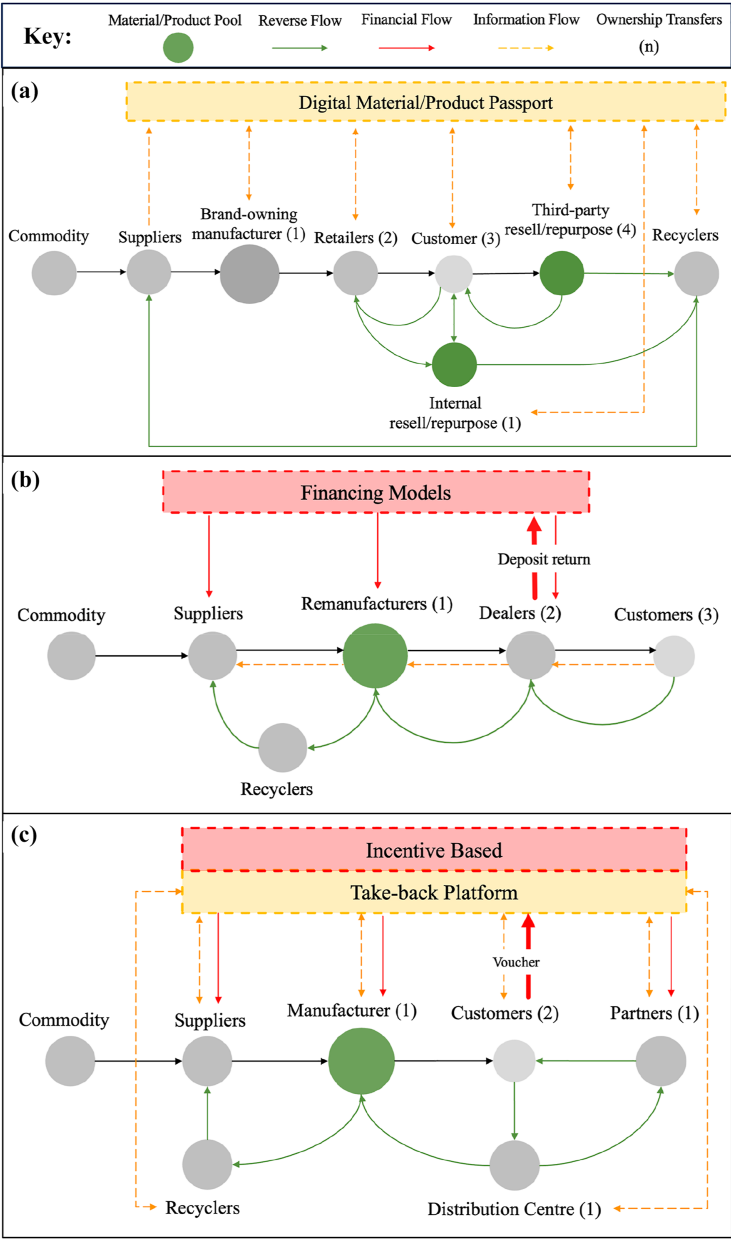 Key:
Material/Product Pool
Reverse Flow
Financial Flow
Information Flow
Ownership Transfers
(n)
(a)
Digital Material/Product Passport
Commodity
Suppliers
Brand-owning
manufacturer (1)
Retailers (2)
Customer (3)
Third-party
resell/repurpose (4)
Recyclers
Internal
resell/repurpose (1)
(b)
Financing Models
Deposit return
Commodity
Suppliers
Remanufacturers (1)
Dealers (2)
Customers (3)
Recyclers
(c)
Incentive Based
Take-back Platform
Voucher
Commodity
Suppliers
Manufacturer (1)
Customers (2)
Partners (1)
Recyclers
Distribution Centre (1)